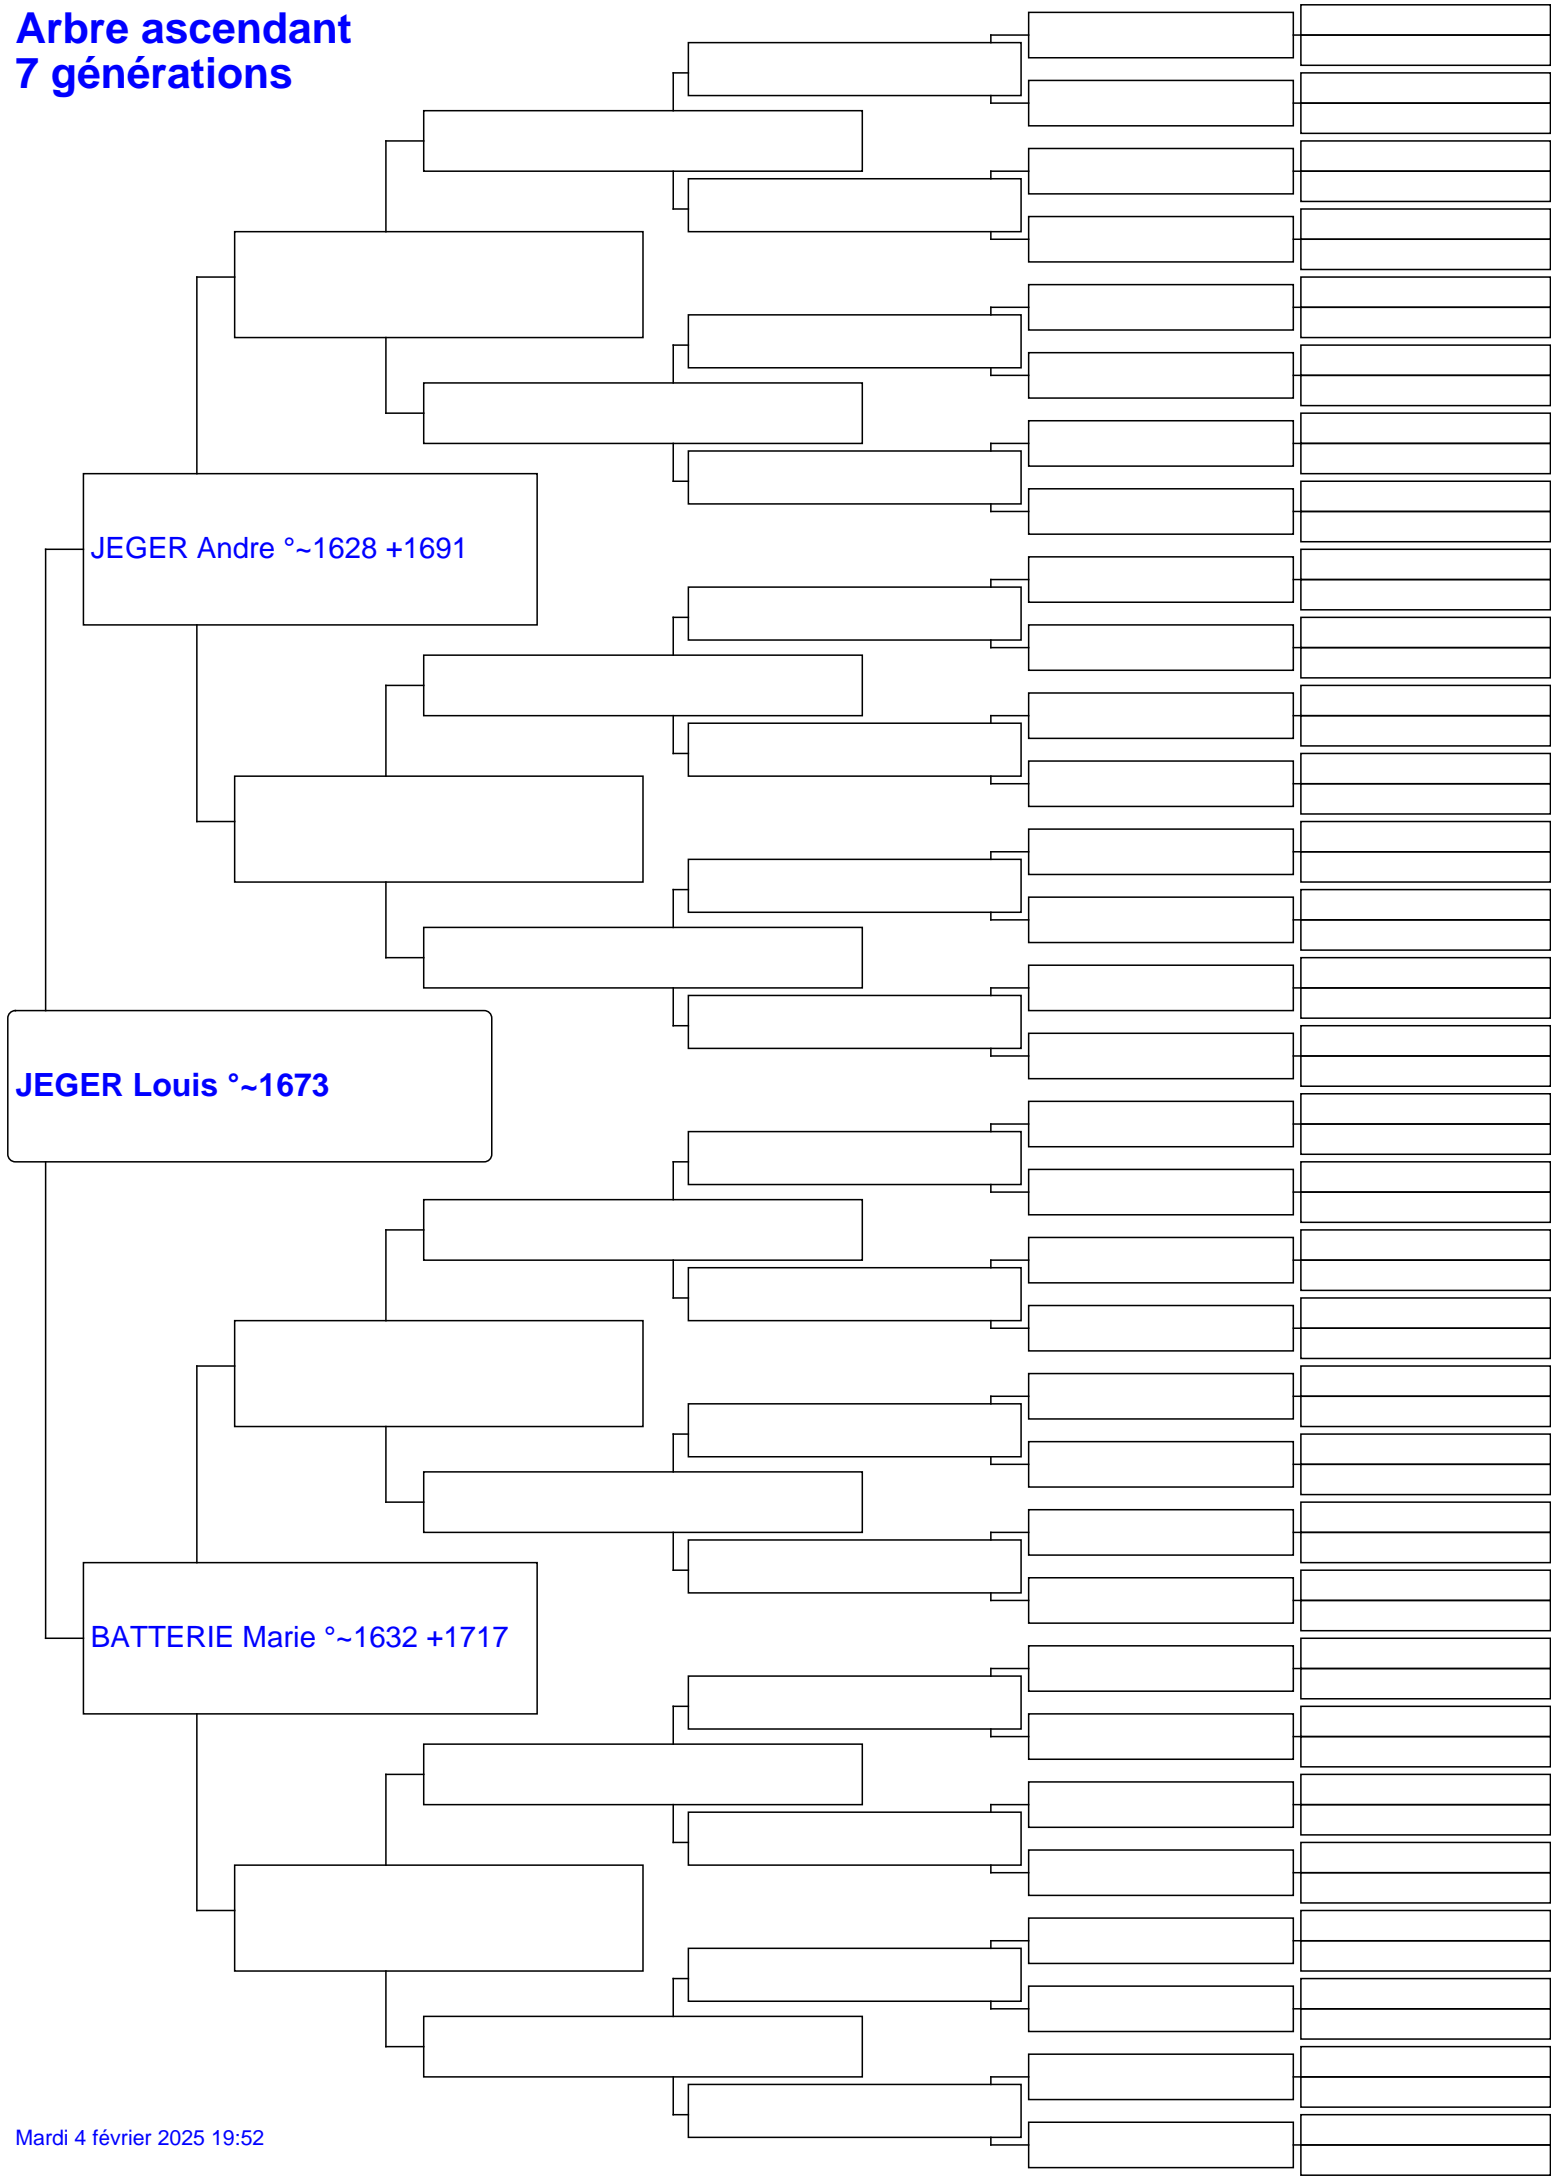 Arbre ascendant
7 générations
JEGER Andre °~1628 +1691
JEGER Louis °~1673
BATTERIE Marie °~1632 +1717
Mardi 4 février 2025 19:52